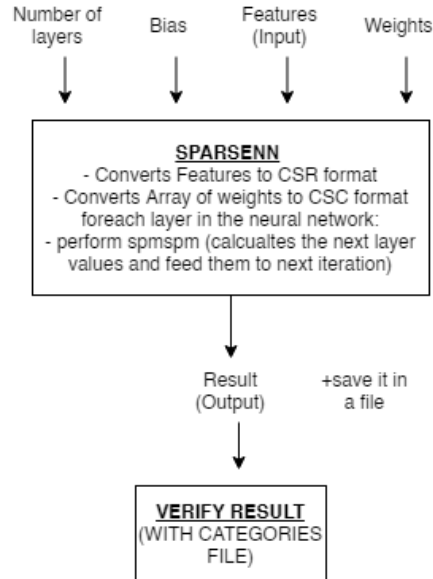 Number of layers
Bias
Features (Input)
Weights
SPARSENN
- Converts Features to CSR format
- Converts Array of weights to CSC format
foreach layer in the neural network:
- perform spmspm (calcualtes the next layer
values and feed them to next iteration)
Result (Output)
+save it in a file
VERIFY RESULT
(WITH CATEGORIES
FILE)